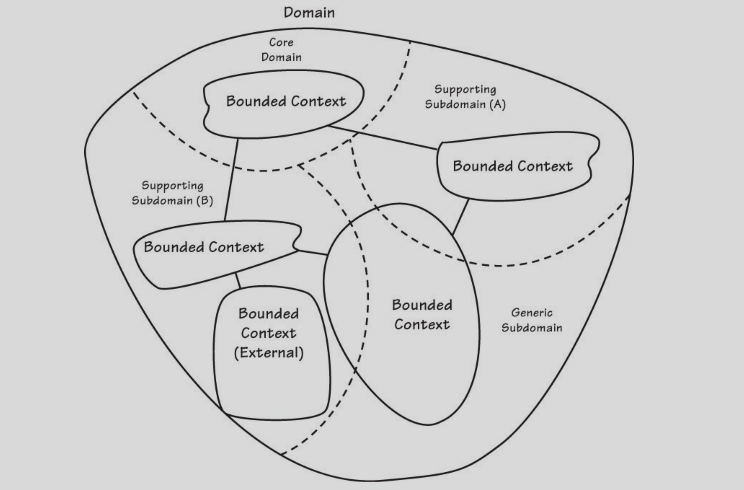 Domain
Core
Domain
Bounded Context
Supporting
Subdomain (A)
Bounded Context
Supporting
Subdomain (B)
Bounded Context
Bounded
Context
(External)
Bounded
Context
Generic
Subdomain